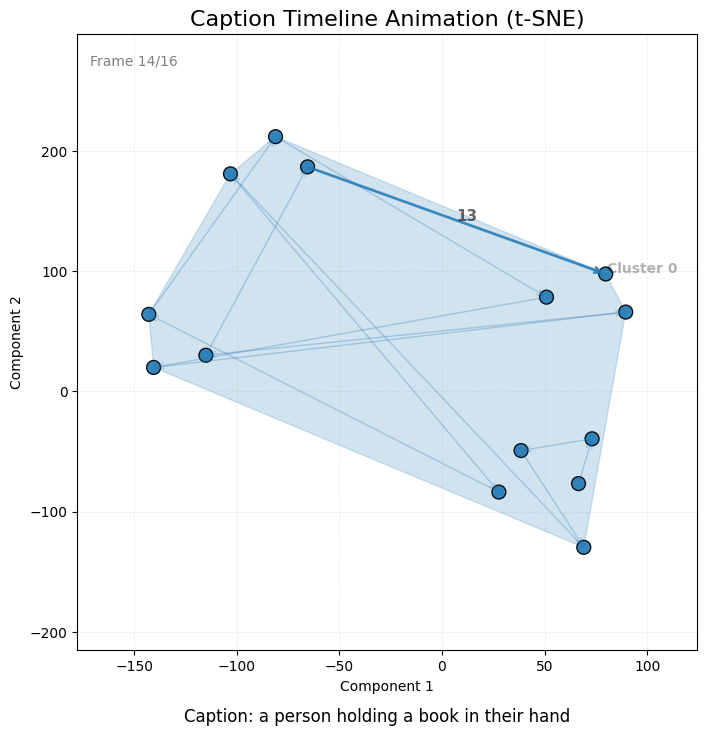 Caption Timeline Animation (t-SNE)
Frame 14/16
200
100
0
−100
−200
Component 2
13
Cluster 0
−150
−100
−50
0
50
100
Component 1
Caption: a person holding a book in their hand